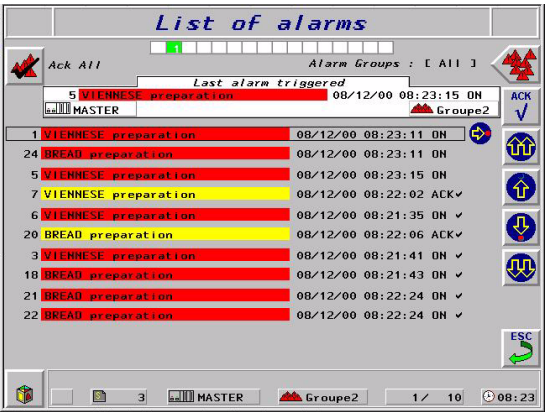 List of alarms
1
Ack All
Alarm Groups : [ All ]
Last alarm triggered
5 VIENNESE preparation 08/12/00 08:23:15 ON
MASTER Groupe2
ACK
1 VIENNESE preparation 08/12/00 08:23:11 ON
24 BREAD preparation 08/12/00 08:23:11 ON
5 VIENNESE preparation 08/12/00 08:23:15 ON
7 VIENNESE preparation 08/12/00 08:22:02 ACK✓
6 VIENNESE preparation 08/12/00 08:21:35 ON ✓
20 BREAD preparation 08/12/00 08:22:06 ACK✓
3 VIENNESE preparation 08/12/00 08:21:41 ON ✓
18 BREAD preparation 08/12/00 08:21:43 ON ✓
21 BREAD preparation 08/12/00 08:22:24 ON ✓
22 BREAD preparation 08/12/00 08:22:24 ON ✓
ESC
3 MASTER Groupe2 1/ 10 08:23